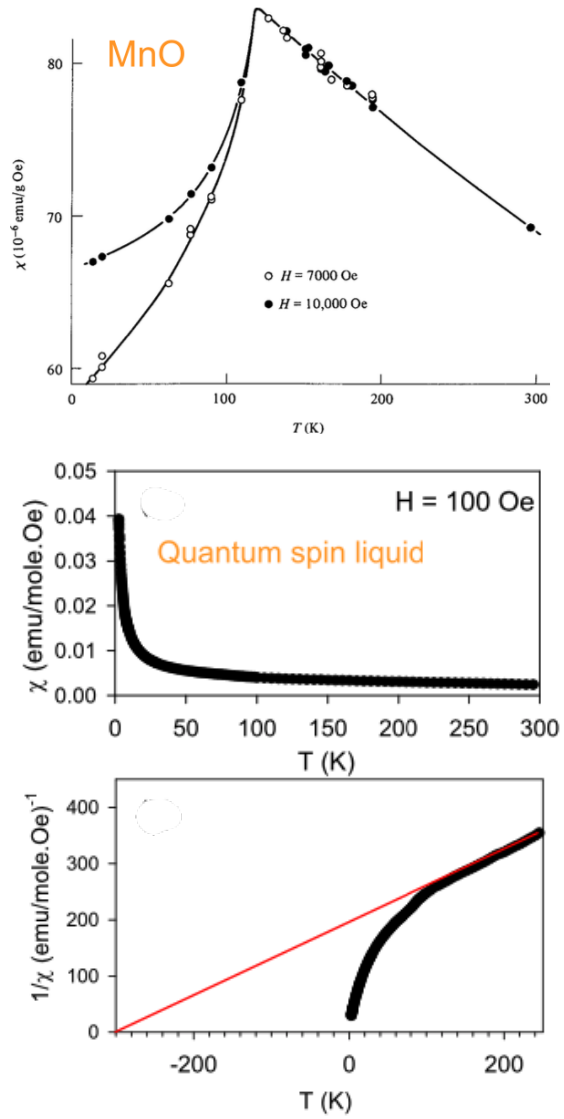 MnO
80
70
60
χ (10⁻⁶ emu/g Oe)
H = 7000 Oe
H = 10,000 Oe
0 100 200 300
T (K)
0.05
0.04
0.03
0.02
0.01
0.00
χ (emu/mole.Oe)
H = 100 Oe
Quantum spin liquid
0 50 100 150 200 250 300
T (K)
400
300
200
100
0
1/χ (emu/mole.Oe)⁻¹
-200 0 200
T (K)